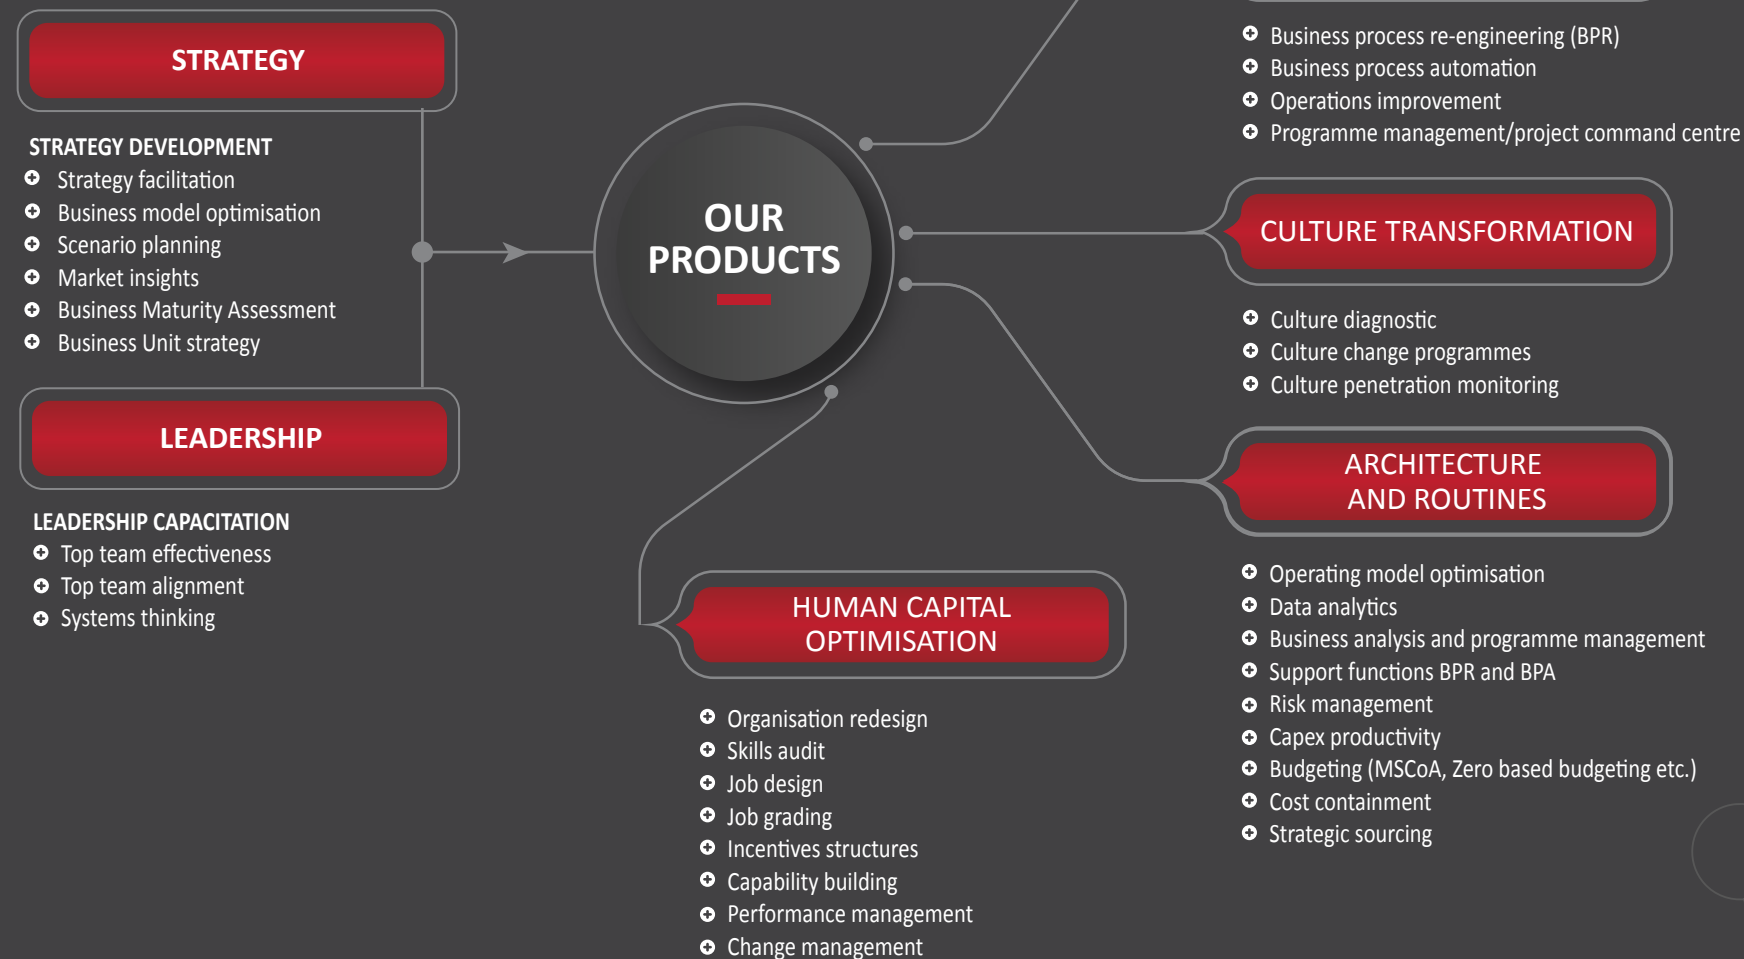 STRATEGY
STRATEGY DEVELOPMENT
Strategy facilitation
Business model optimisation
Scenario planning
Market insights
Business Maturity Assessment
Business Unit strategy
LEADERSHIP
LEADERSHIP CAPACITATION
Top team effectiveness
Top team alignment
Systems thinking
OUR
PRODUCTS
HUMAN CAPITAL
OPTIMISATION
Organisation redesign
Skills audit
Job design
Job grading
Incentives structures
Capability building
Performance management
Change management
Business process re-engineering (BPR)
Business process automation
Operations improvement
Programme management/project command centre
CULTURE TRANSFORMATION
Culture diagnostic
Culture change programmes
Culture penetration monitoring
ARCHITECTURE
AND ROUTINES
Operating model optimisation
Data analytics
Business analysis and programme management
Support functions BPR and BPA
Risk management
Capex productivity
Budgeting (MSCoA, Zero based budgeting etc.)
Cost containment
Strategic sourcing